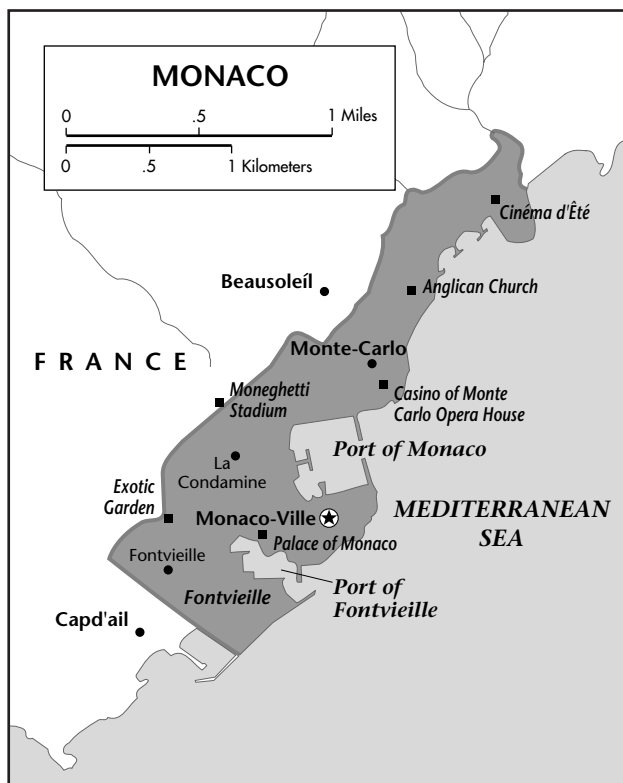 MONACO
0 .5 1 Miles
0 .5 1 Kilometers
Cinéma d'Êté
Beausoleíl
Anglican Church
FRANCE
Monte-Carlo
Moneghetti
Stadium
Casino of Monte
Carlo Opera House
Port of Monaco
La
Condamine
Exotic
Garden
Monaco-Ville
MEDITERRANEAN
SEA
Palace of Monaco
Fontvieille
Fontvieille
Port of
Fontvieille
Capd'ail